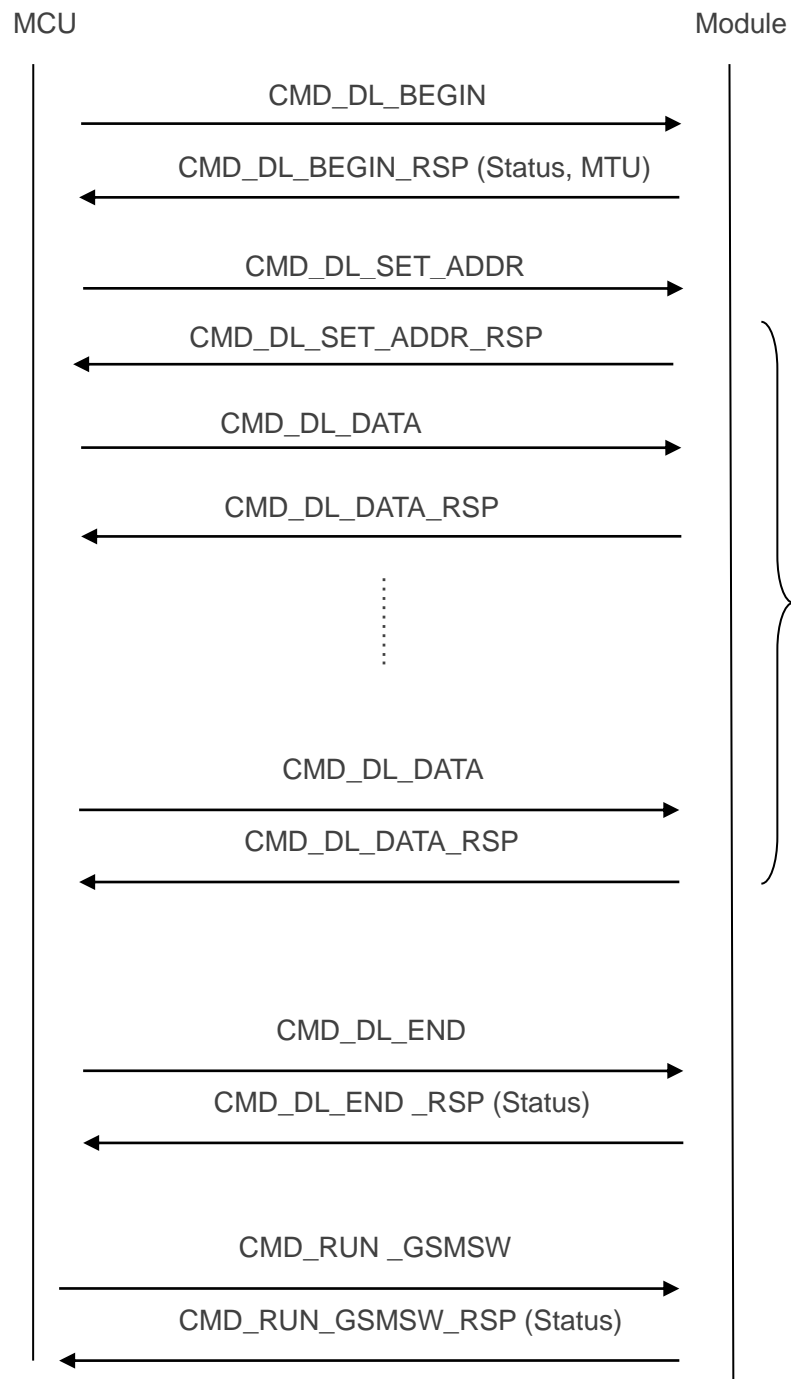 MCU Module
CMD_DL_BEGIN
CMD_DL_BEGIN_RSP (Status, MTU)
CMD_DL_SET_ADDR
CMD_DL_SET_ADDR_RSP
CMD_DL_DATA
CMD_DL_DATA_RSP
CMD_DL_DATA
CMD_DL_DATA_RSP
CMD_DL_END
CMD_DL_END _RSP (Status)
CMD_RUN _GSMSW
CMD_RUN_GSMSW_RSP (Status)